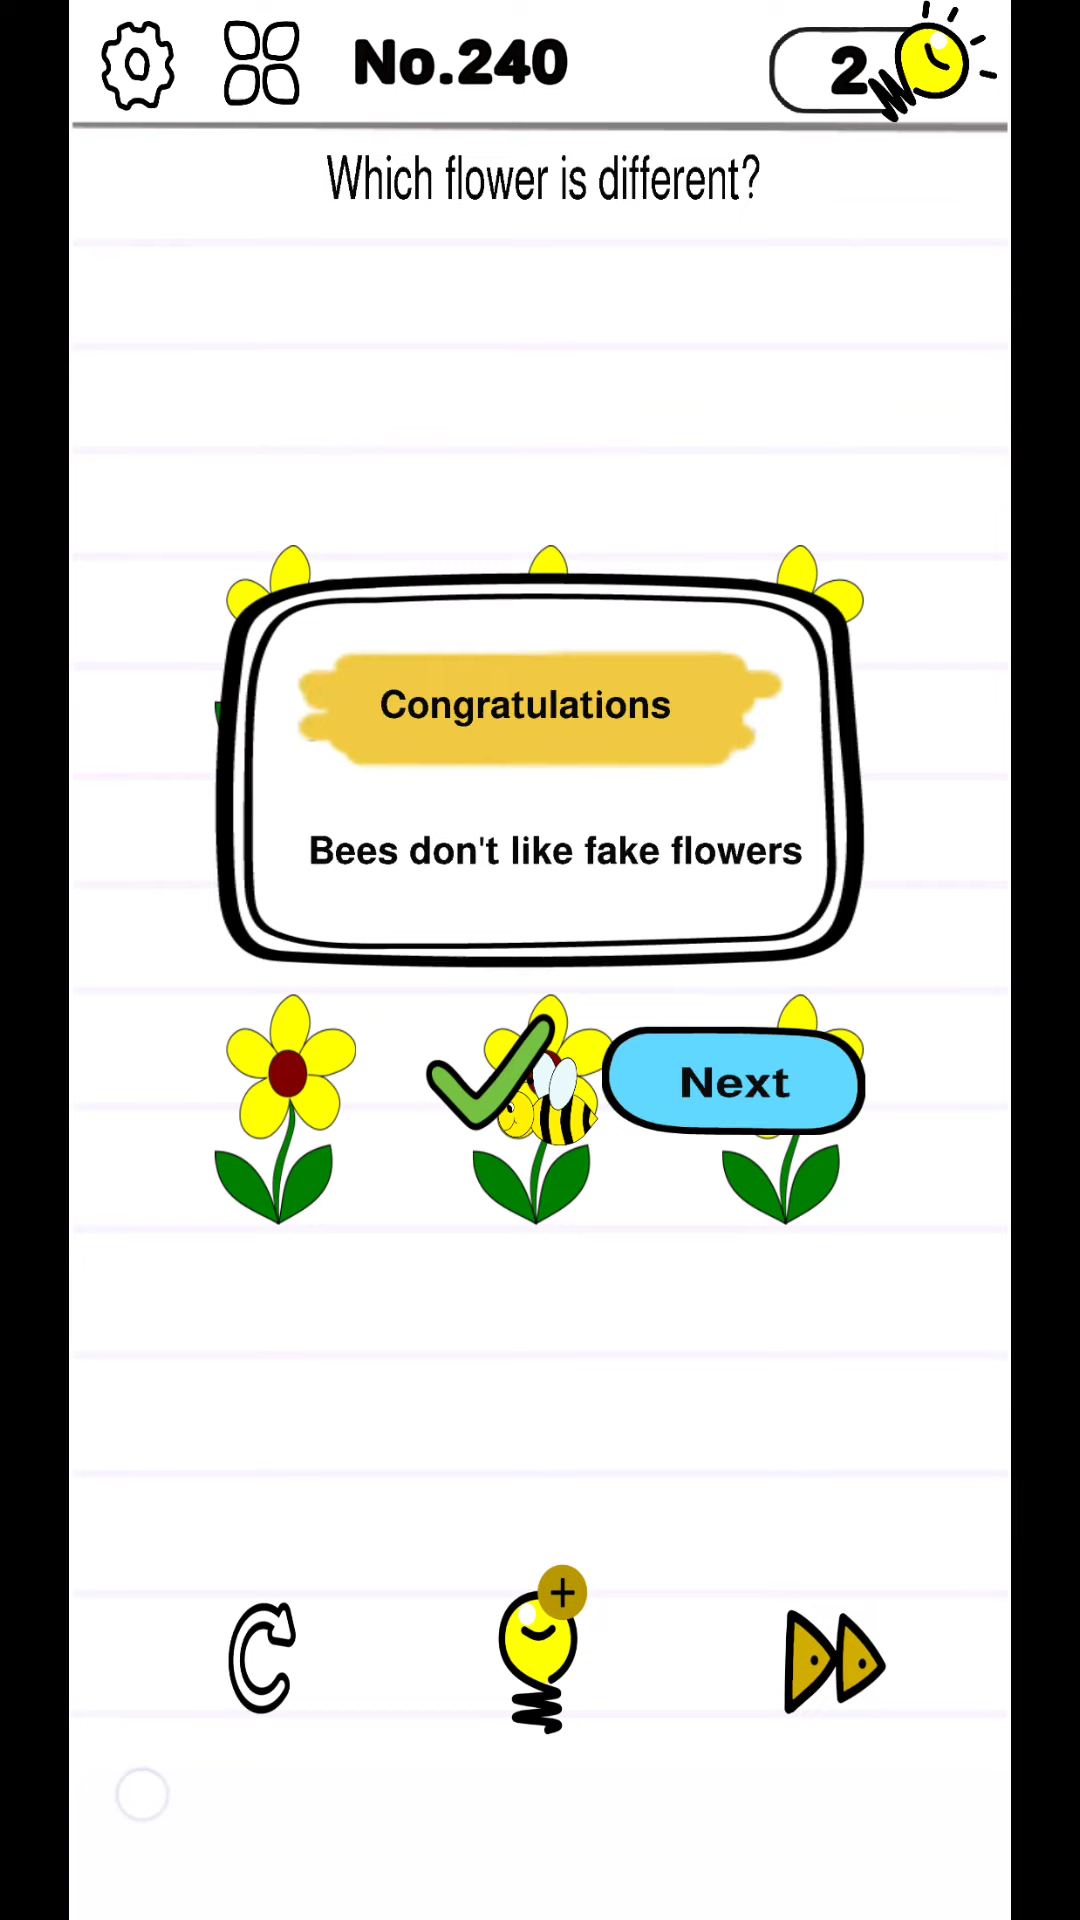 No.240
2
Which flower is different?
Congratulations
Bees don't like fake flowers
Next